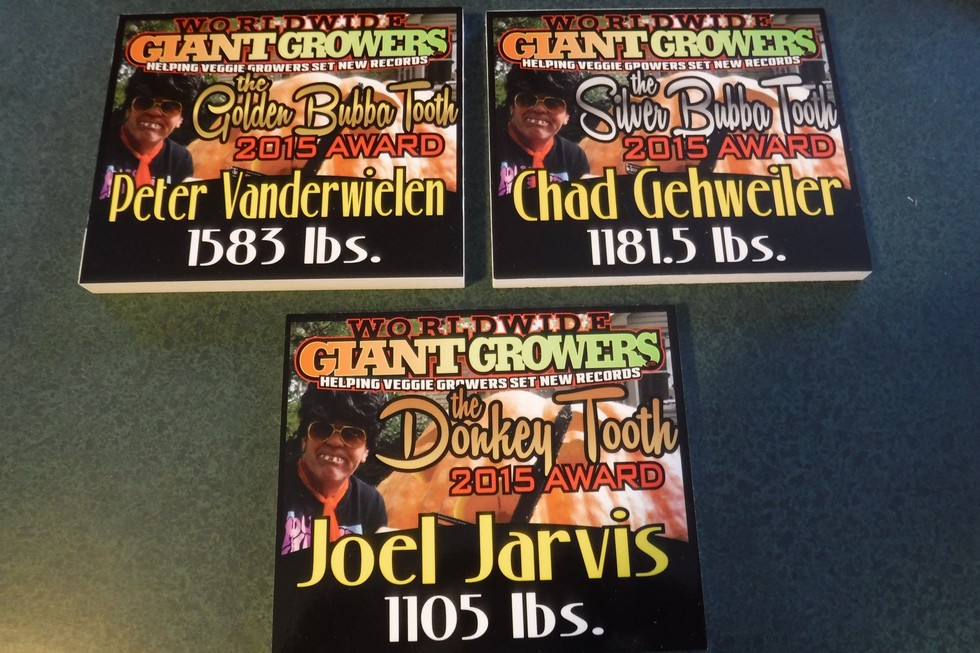 WORLDWIDE
GIANT GROWERS
HELPING VEGGIE GROWERS SET NEW RECORDS
the
Golden Bubba Tooth
2015 AWARD
Peter Vanderwielen
1583 lbs.
WORLDWIDE
GIANT GROWERS
HELPING VEGGIE GROWERS SET NEW RECORDS
the
Silver Bubba Tooth
2015 AWARD
Chad Gehweiler
1181.5 lbs.
WORLDWIDE
GIANT GROWERS
HELPING VEGGIE GROWERS SET NEW RECORDS
the
Donkey Tooth
2015 AWARD
Joel Jarvis
1105 lbs.